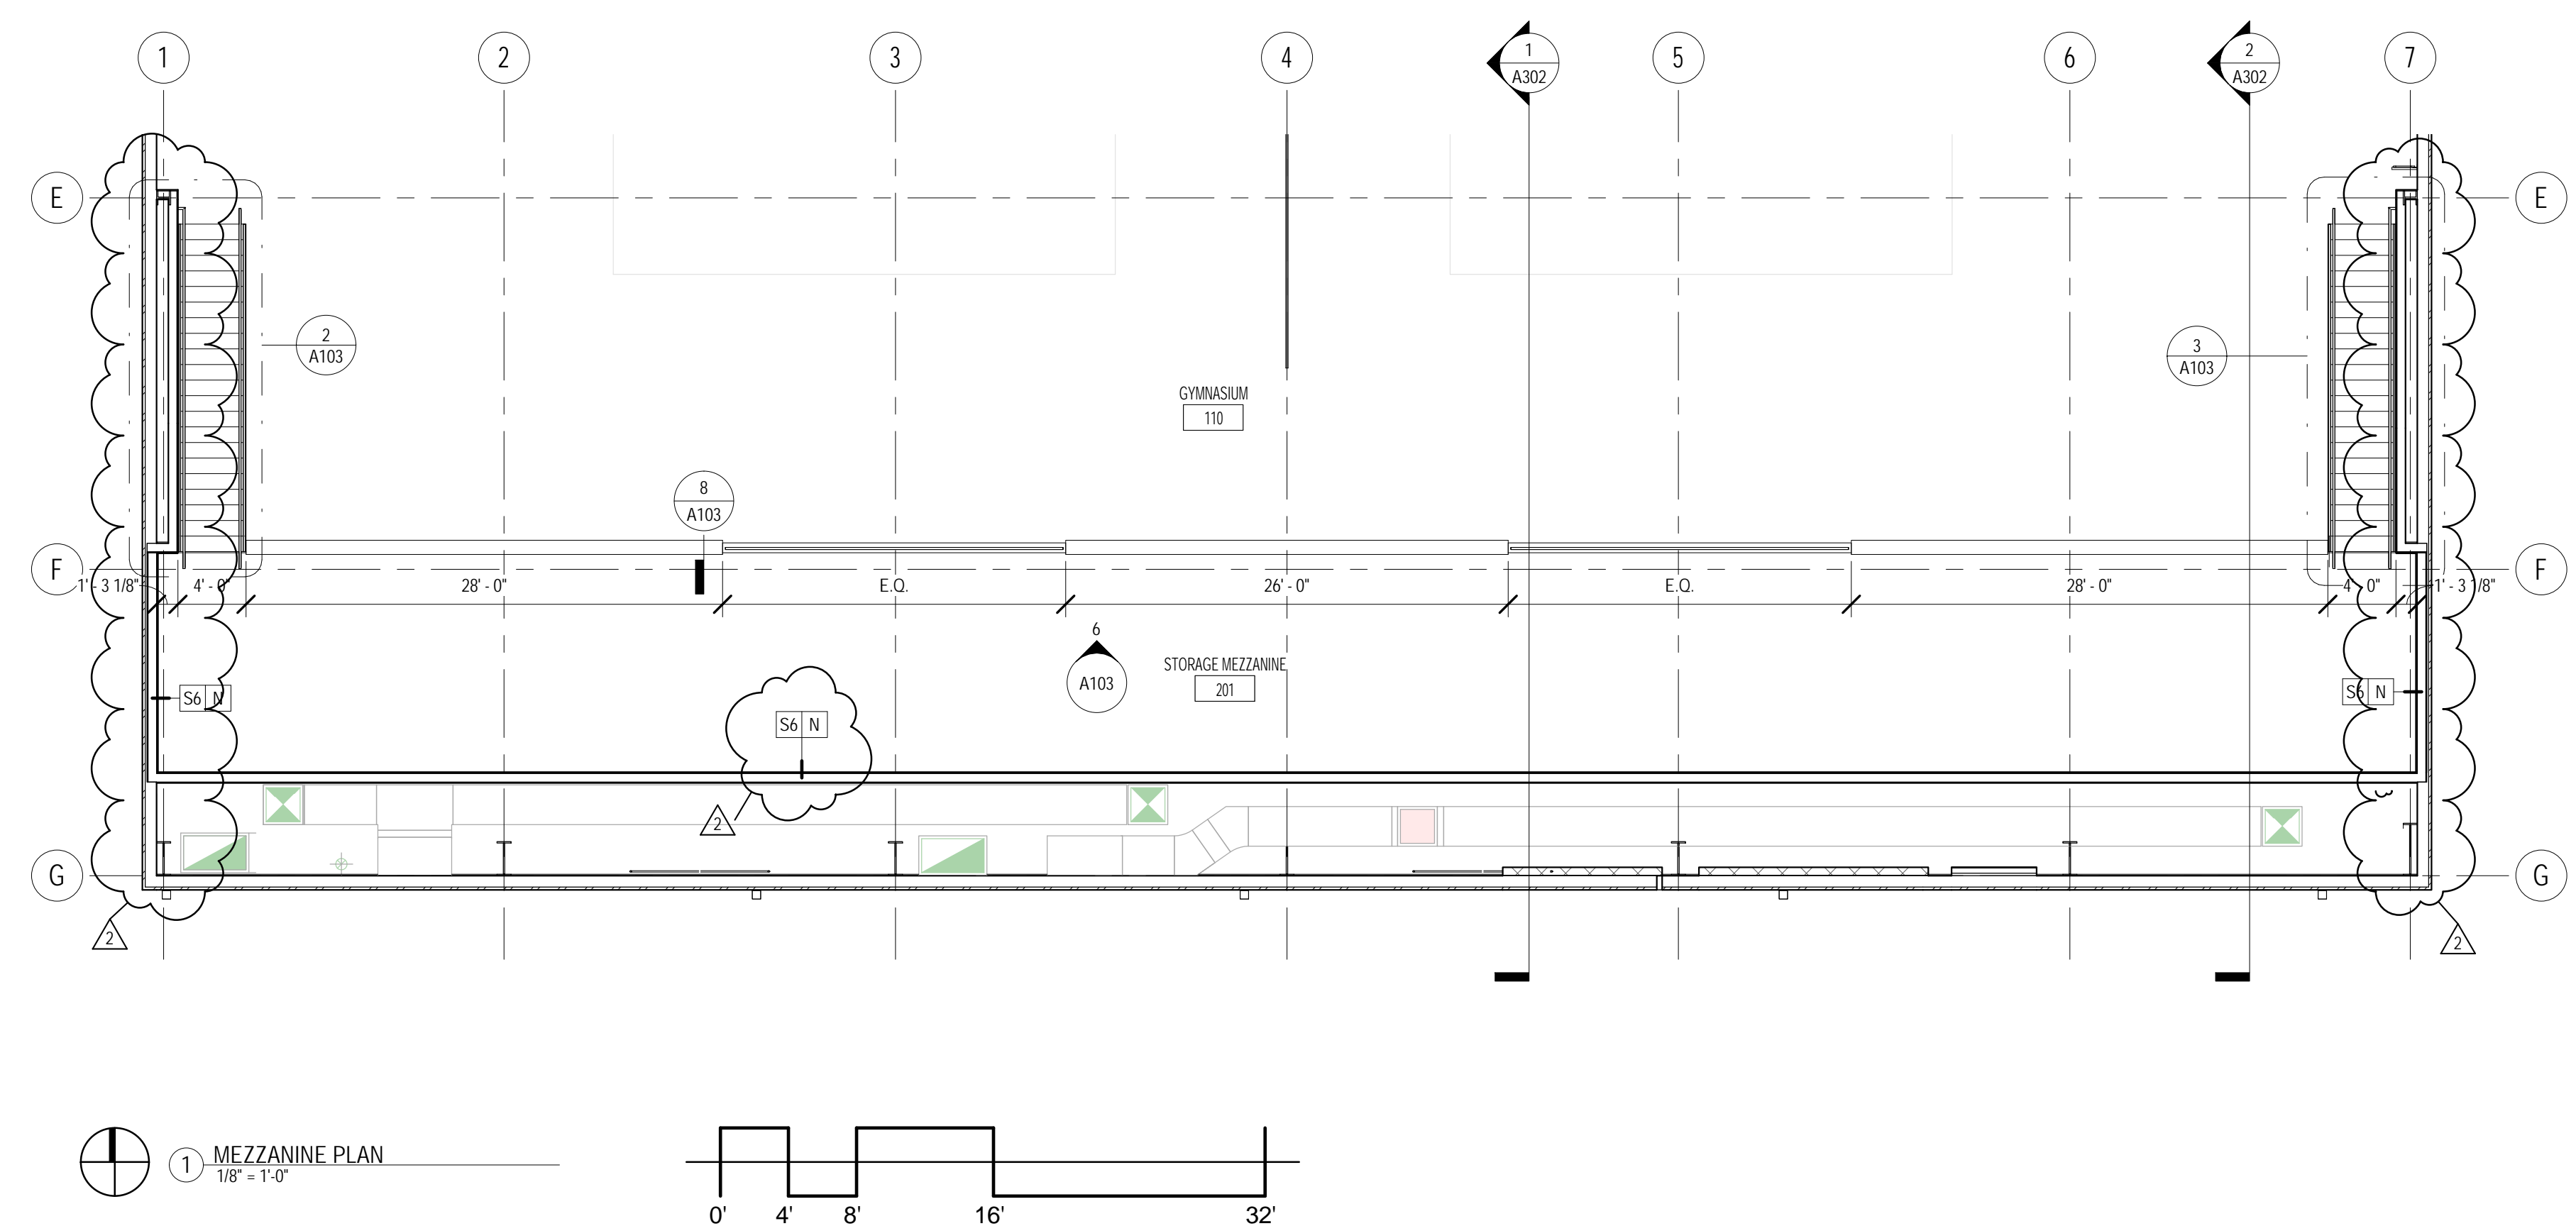 1 2 3 4 1 5 6 2 7
A302 A302
E E
2
A103
3
A103
GYMNASIUM
110
8
A103
F F
1' - 3 1/8" 4' - 0" 28' - 0" E.Q. 26' - 0" E.Q. 28' - 0" 4' - 0" 1' - 3 1/8"
6
A103
STORAGE MEZZANINE
201
S6 N
S6 N
S6 N
2
G G
2 2
1 MEZZANINE PLAN
1/8" = 1'-0"
0' 4' 8' 16' 32'